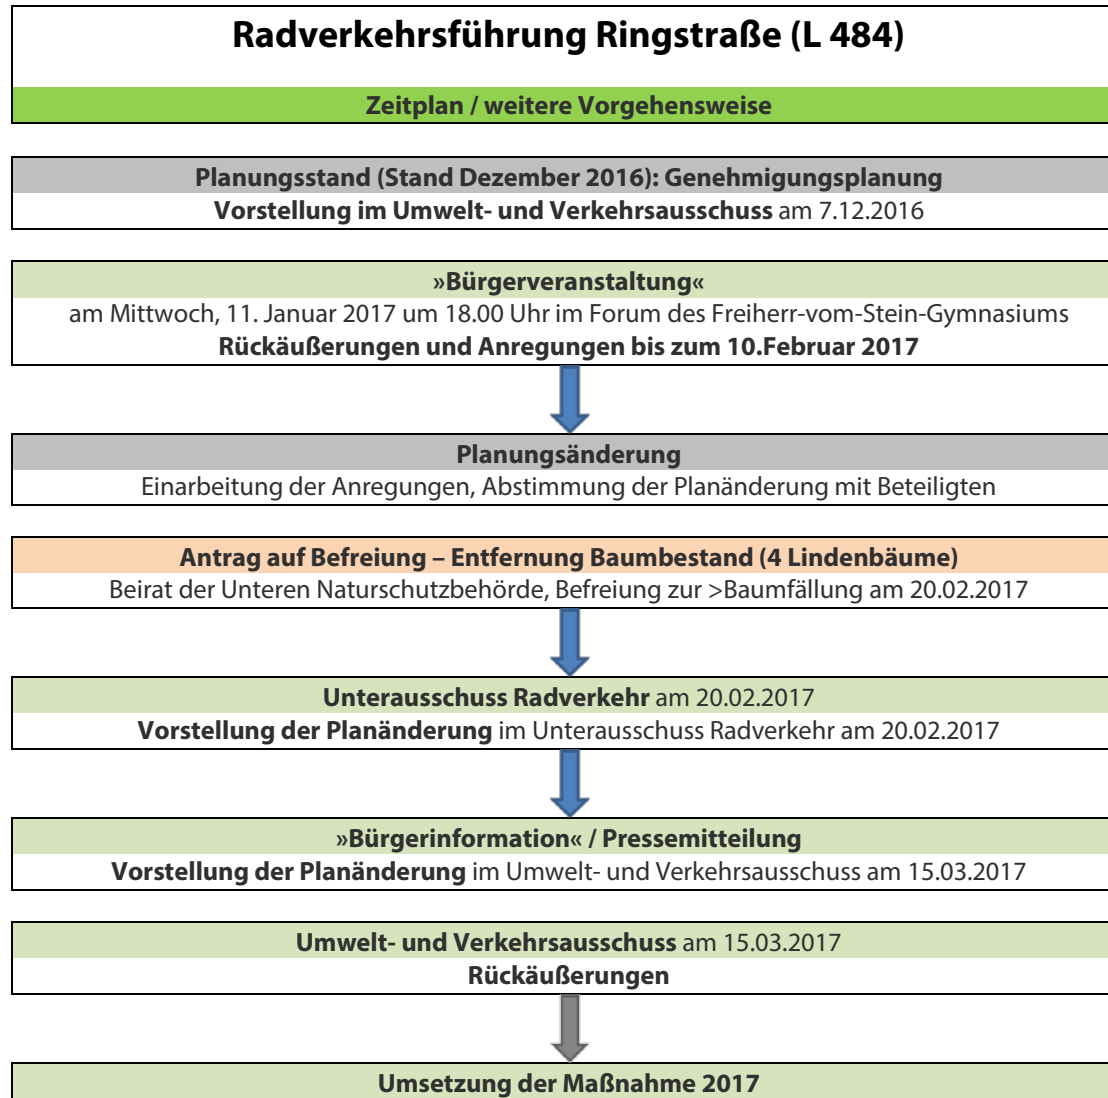 Radverkehrsführung Ringstraße (L 484)
Zeitplan / weitere Vorgehensweise
Planungsstand (Stand Dezember 2016): Genehmigungsplanung
Vorstellung im Umwelt- und Verkehrsausschuss am 7.12.2016
»Bürgerveranstaltung«
am Mittwoch, 11. Januar 2017 um 18.00 Uhr im Forum des Freiherr-vom-Stein-Gymnasiums
Rückäußerungen und Anregungen bis zum 10.Februar 2017
Planungsänderung
Einarbeitung der Anregungen, Abstimmung der Planänderung mit Beteiligten
Antrag auf Befreiung – Entfernung Baumbestand (4 Lindenbäume)
Beirat der Unteren Naturschutzbehörde, Befreiung zur >Baumfällung am 20.02.2017
Unterausschuss Radverkehr am 20.02.2017
Vorstellung der Planänderung im Unterausschuss Radverkehr am 20.02.2017
»Bürgerinformation« / Pressemitteilung
Vorstellung der Planänderung im Umwelt- und Verkehrsausschuss am 15.03.2017
Umwelt- und Verkehrsausschuss am 15.03.2017
Rückäußerungen
Umsetzung der Maßnahme 2017